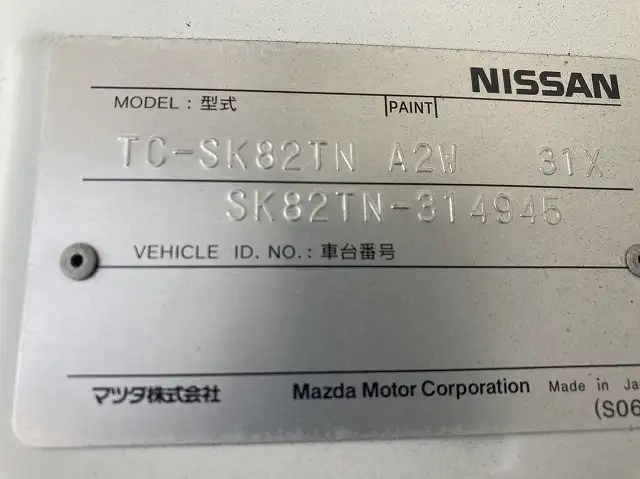 NISSAN
MODEL : 型式 PAINT
TC-SK82TN A2W 31X
SK82TN-314945
VEHICLE ID. NO. : 車台番号
マツダ株式会社 Mazda Motor Corporation Made in Ja
(S06